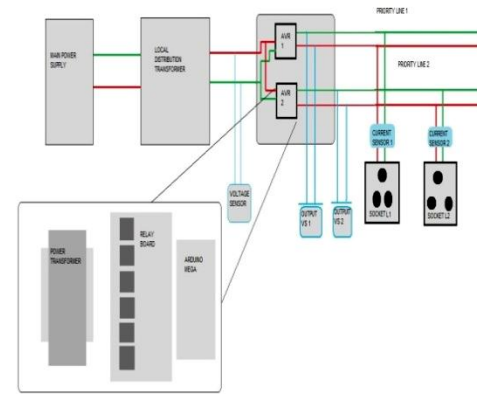 PRIORITY LINE 1
MAIN POWER
SUPPLY
LOCAL
DISTRIBUTION
TRANSFORMER
AVR
1
PRIORITY LINE 2
AVR
2
CURRENT
SENSOR 1
CURRENT
SENSOR 2
VOLTAGE
SENSOR
OUTPUT
VS 1
OUTPUT
VS 2
SOCKET L1
SOCKET L2
POWER
TRANSFORMER
RELAY
BOARD
ARDUINO
MEGA